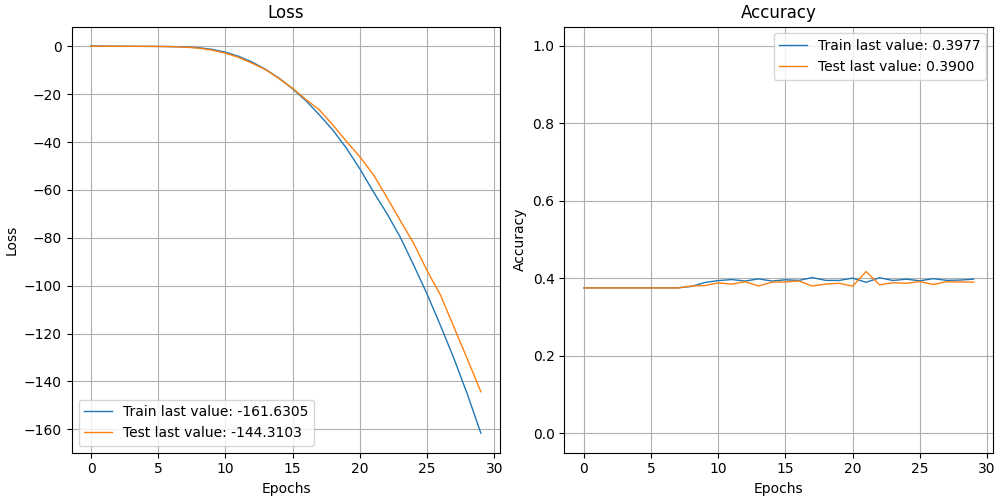 Loss
0
−20
−40
−60
−80
−100
−120
−140
−160
Loss
Train last value: -161.6305
Test last value: -144.3103
0 5 10 15 20 25 30
Epochs
Accuracy
1.0
0.8
0.6
0.4
0.2
0.0
Accuracy
Train last value: 0.3977
Test last value: 0.3900
0 5 10 15 20 25 30
Epochs